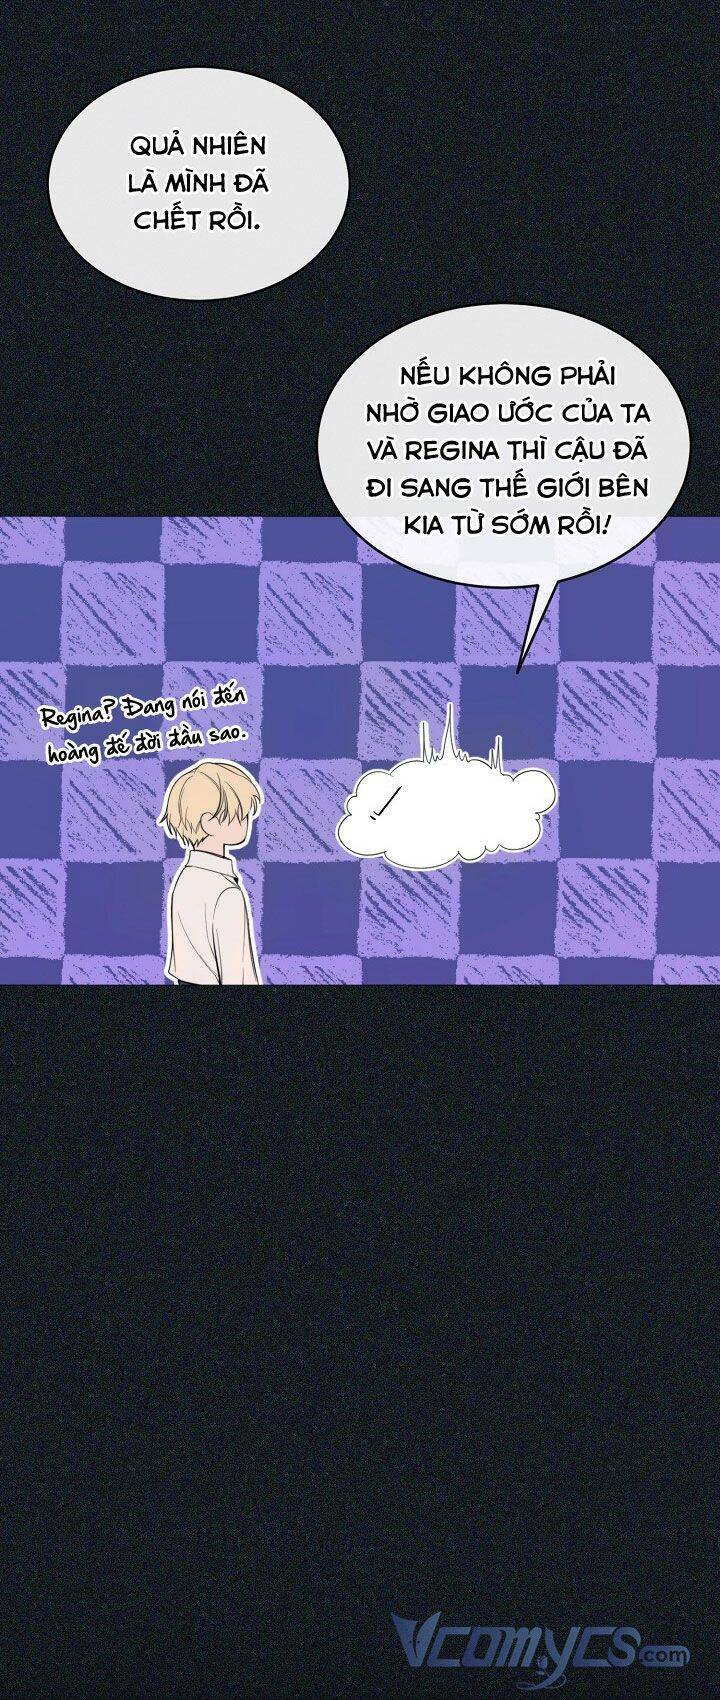 QUẢ NHIÊN
LÀ MÌNH ĐÃ
CHẾT RỒI.
NẾU KHÔNG PHẢI
NHỜ GIAO ƯỚC CỦA TA
VÀ REGINA THÌ CẬU ĐÃ
ĐI SANG THẾ GIỚI BÊN
KIA TỪ SỚM RỒI!
Regina? Đang nói đến
hoàng đế đời đầu sao.
Vcomycs.com